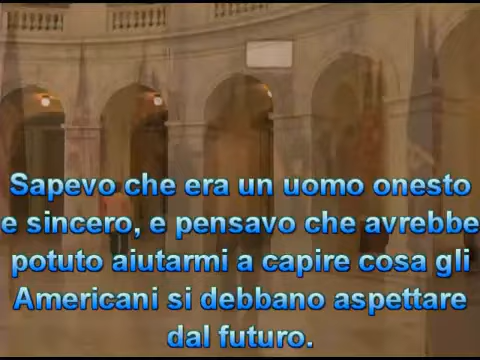 Sapevo che era un uomo onesto
e sincero, e pensavo che avrebbe
potuto aiutarmi a capire cosa gli
Americani si debbano aspettare
dal futuro.